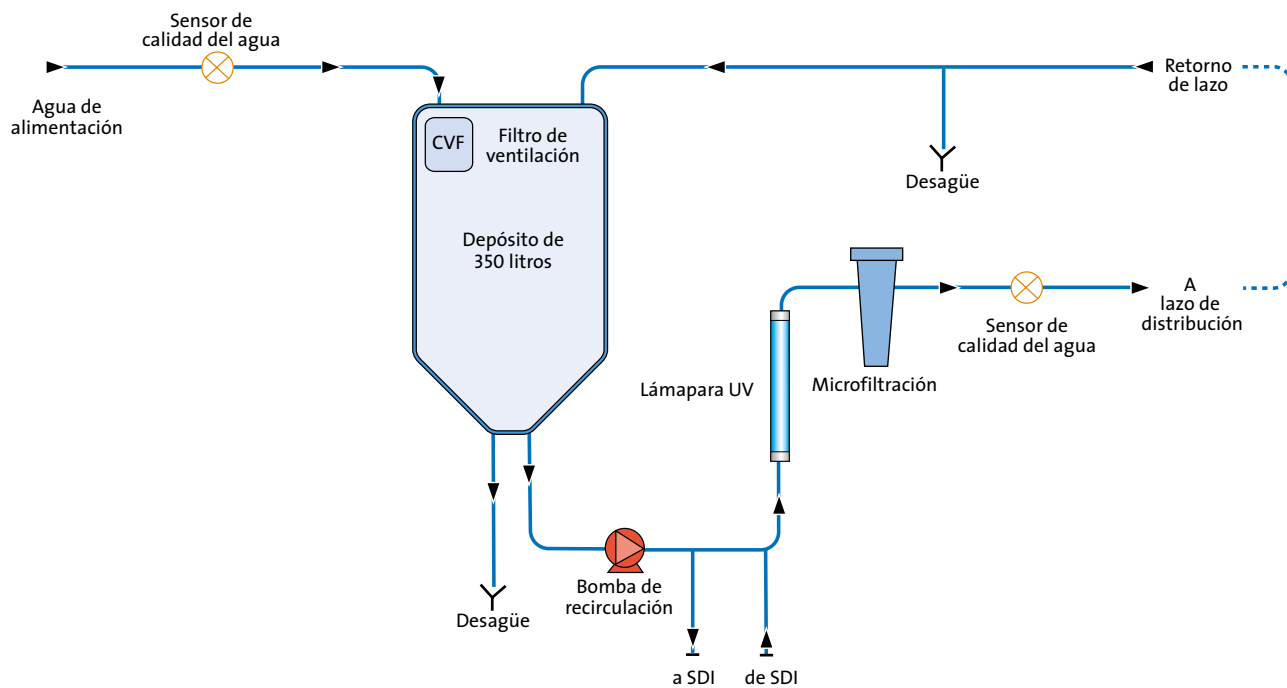 Sensor de
calidad del agua
Agua de
alimentación
CVF
Filtro de
ventilación
Depósito de
350 litros
Retorno
de lazo
Desagüe
A
lazo de
distribución
Sensor de
calidad del agua
Microfiltración
Lámapara UV
Bomba de
recirculación
Desagüe
a SDI
de SDI